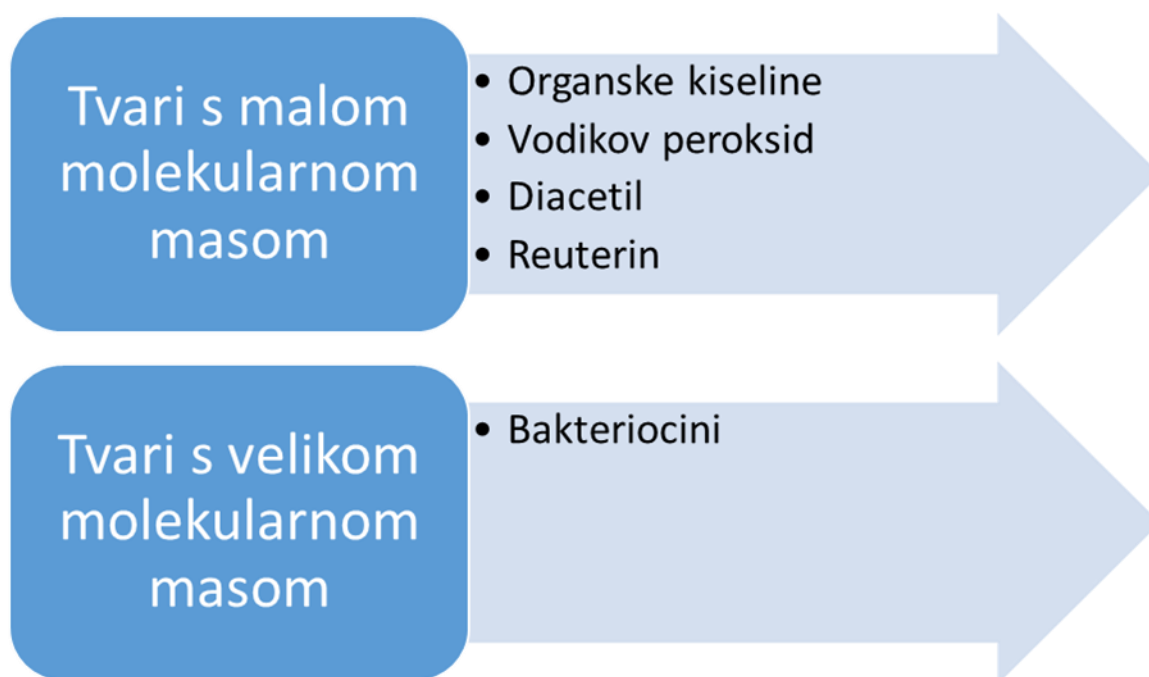 Tvari s malom
molekularnom
masom
• Organske kiseline
• Vodikov peroksid
• Diacetil
• Reuterin
Tvari s velikom
molekularnom
masom
• Bakteriocini